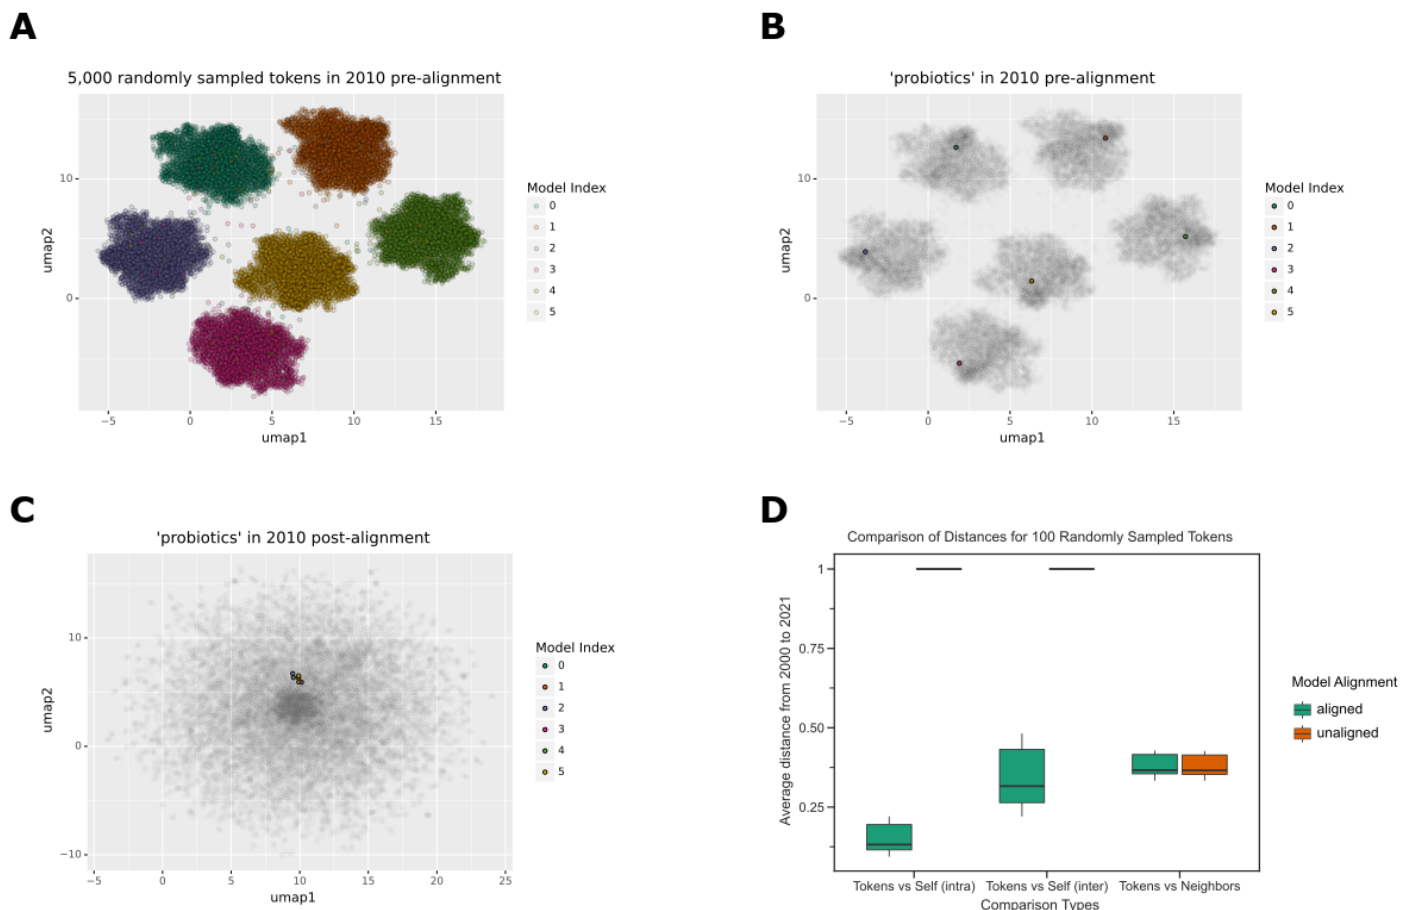 A
5,000 randomly sampled tokens in 2010 pre-alignment
umap2
10
0
−5
0
5
10
15
umap1
Model Index
0
1
2
3
4
5
B
'probiotics' in 2010 pre-alignment
umap2
10
0
−5
0
5
10
15
umap1
Model Index
0
1
2
3
4
5
C
'probiotics' in 2010 post-alignment
umap2
10
0
−10
−5
0
5
10
15
20
25
umap1
Model Index
0
1
2
3
4
5
D
Comparison of Distances for 100 Randomly Sampled Tokens
Average distance from 2000 to 2021
1
0.75
0.50
0.25
Tokens vs Self (intra)
Tokens vs Self (inter)
Tokens vs Neighbors
Comparison Types
Model Alignment
aligned
unaligned